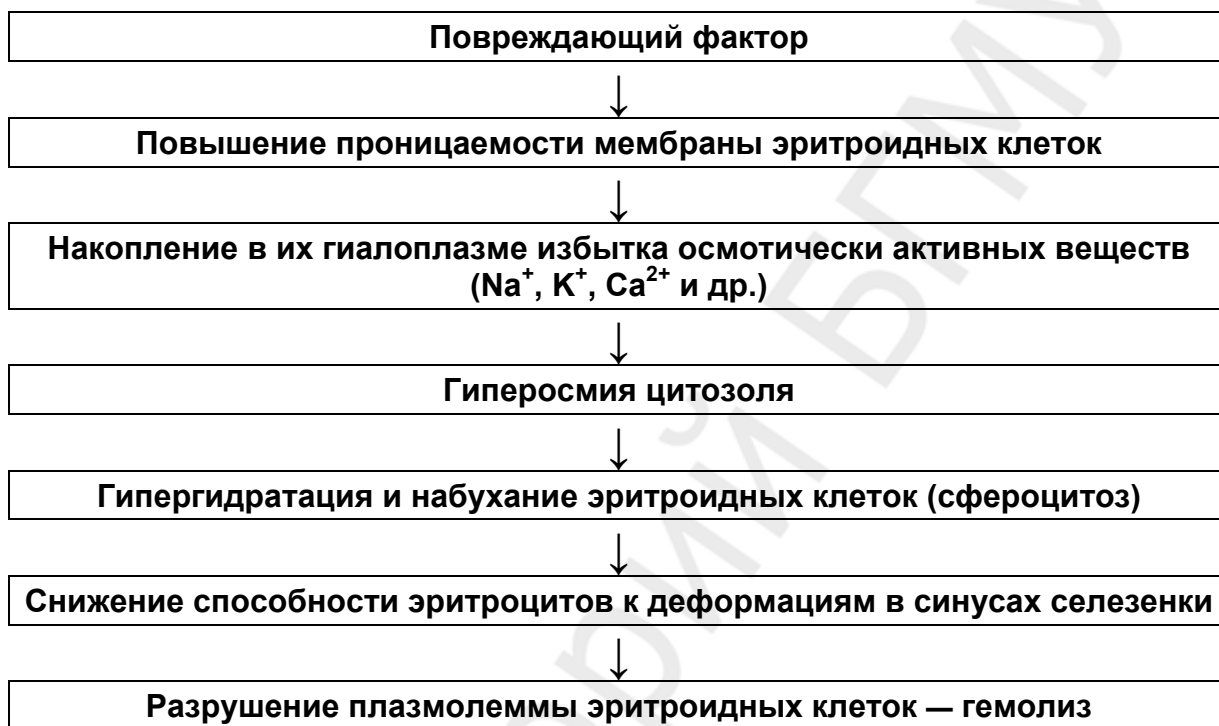 Повреждающий фактор
↓
Повышение проницаемости мембраны эритроидных клеток
↓
Накопление в их гиалоплазме избытка осмотически активных веществ
(Na⁺, K⁺, Ca²⁺ и др.)
↓
Гиперосмия цитозоля
↓
Гипергидратация и набухание эритроидных клеток (сфероцитоз)
↓
Снижение способности эритроцитов к деформациям в синусах селезенки
↓
Разрушение плазмолеммы эритроидных клеток — гемолиз